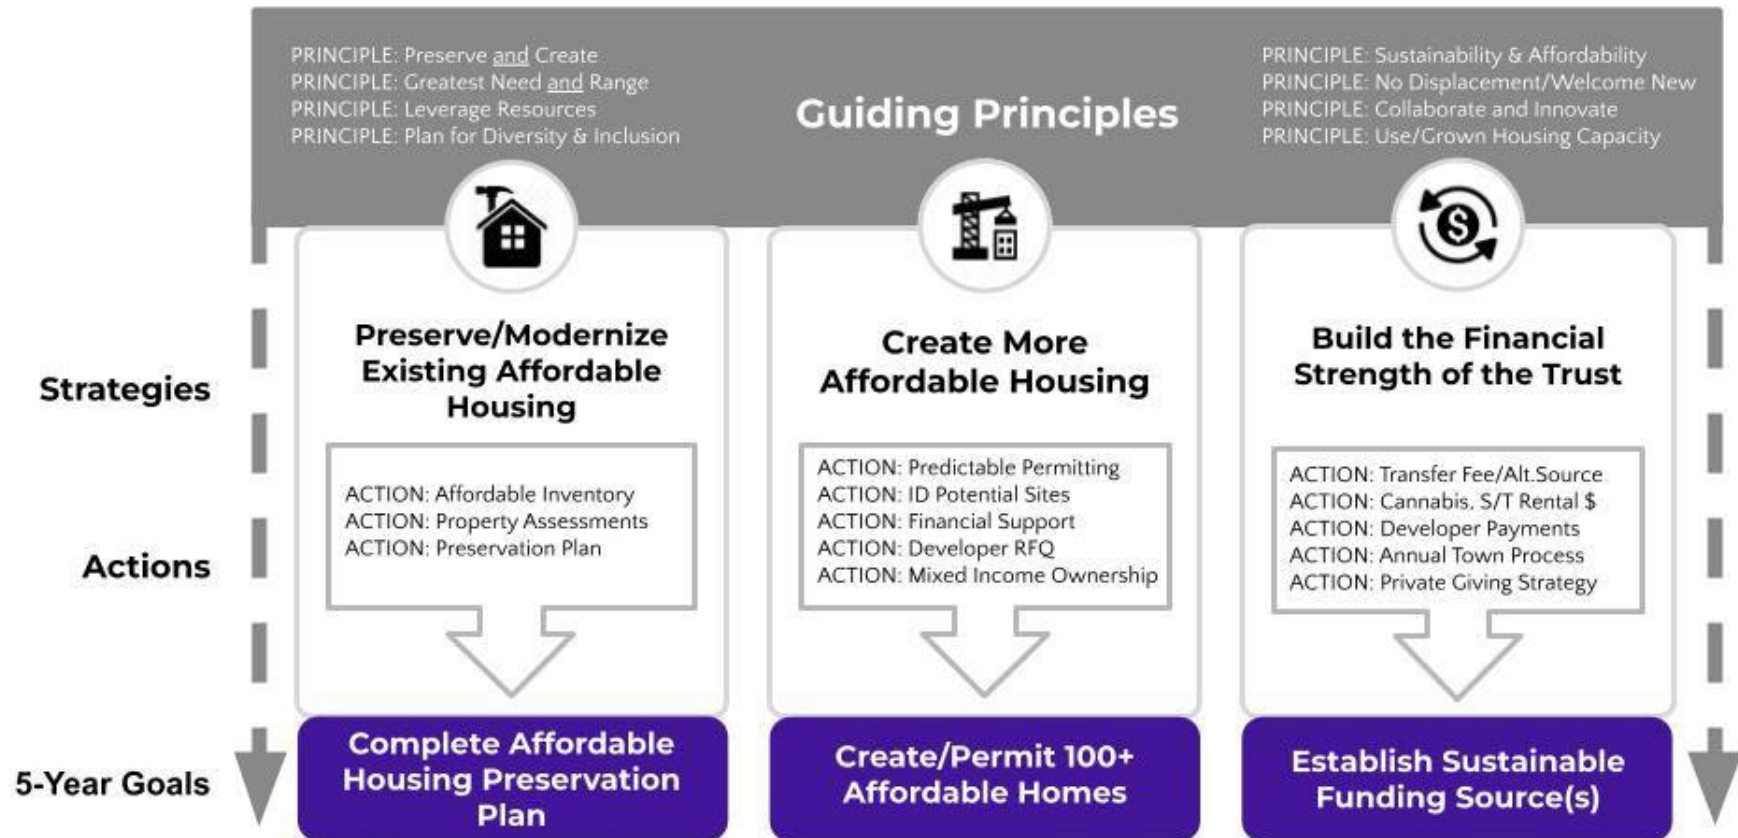 PRINCIPLE: Preserve and Create
PRINCIPLE: Greatest Need and Range
PRINCIPLE: Leverage Resources
PRINCIPLE: Plan for Diversity & Inclusion
Guiding Principles
PRINCIPLE: Sustainability & Affordability
PRINCIPLE: No Displacement/Welcome New
PRINCIPLE: Collaborate and Innovate
PRINCIPLE: Use/Grown Housing Capacity
Strategies
Preserve/Modernize
Existing Affordable
Housing
Create More
Affordable Housing
$
Build the Financial
Strength of the Trust
Actions
ACTION: Affordable Inventory
ACTION: Property Assessments
ACTION: Preservation Plan
ACTION: Predictable Permitting
ACTION: ID Potential Sites
ACTION: Financial Support
ACTION: Developer RFQ
ACTION: Mixed Income Ownership
ACTION: Transfer Fee/Alt.Source
ACTION: Cannabis, S/T Rental $
ACTION: Developer Payments
ACTION: Annual Town Process
ACTION: Private Giving Strategy
5-Year Goals
Complete Affordable
Housing Preservation
Plan
Create/Permit 100+
Affordable Homes
Establish Sustainable
Funding Source(s)